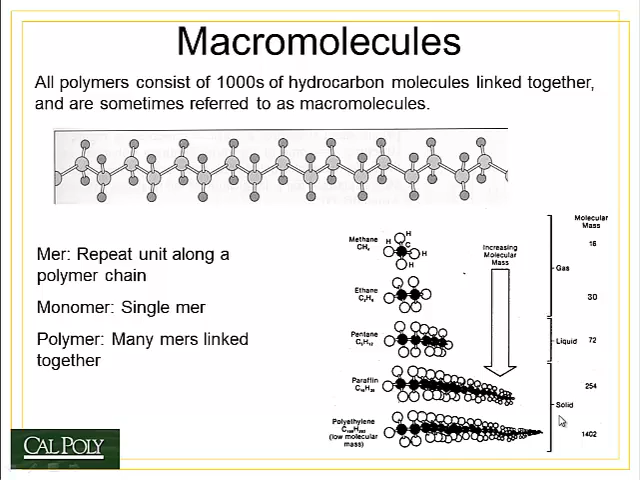 Macromolecules
All polymers consist of 1000s of hydrocarbon molecules linked together,
and are sometimes referred to as macromolecules.
Mer: Repeat unit along a
polymer chain
Monomer: Single mer
Polymer: Many mers linked
together
Molecular
Mass
Methane
CH₄
H
H
C
H
H
Increasing
Molecular
Mass
16
Gas
Ethane
C₂H₆
30
Pentane
C₅H₁₂
Liquid
72
Paraffin
254
Solid
Polyethylene
(low molecular
mass)
1402
CAL POLY